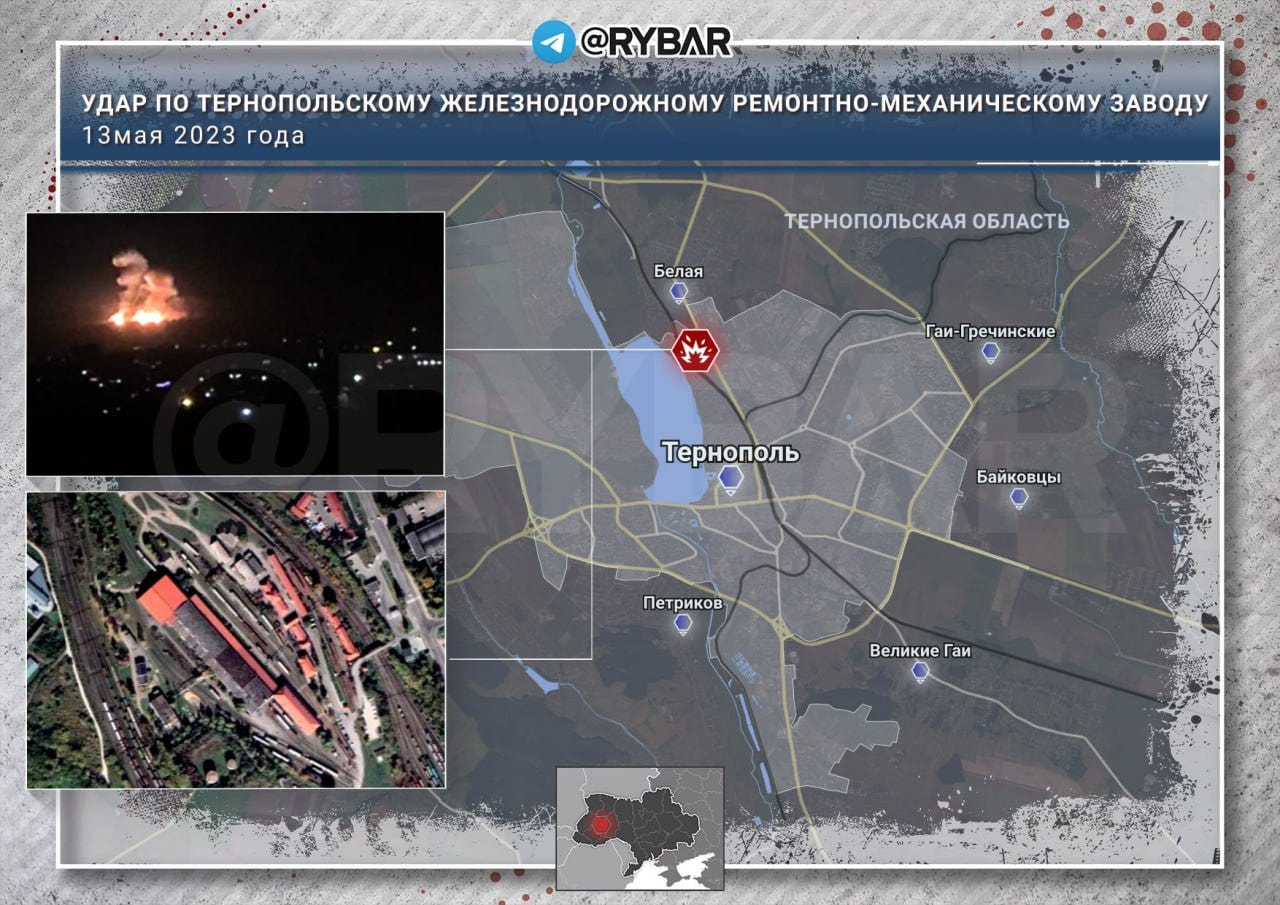 @RYBAR
УДАР ПО ТЕРНОПОЛЬСКОМУ ЖЕЛЕЗНОДОРОЖНОМУ РЕМОНТНО-МЕХАНИЧЕСКОМУ ЗАВОДУ
13мая 2023 года
ТЕРНОПОЛЬСКАЯ ОБЛАСТЬ
Белая
Гаи-Гречинские
@RYBAR
Тернополь
Байковцы
Петриков
Великие Гаи